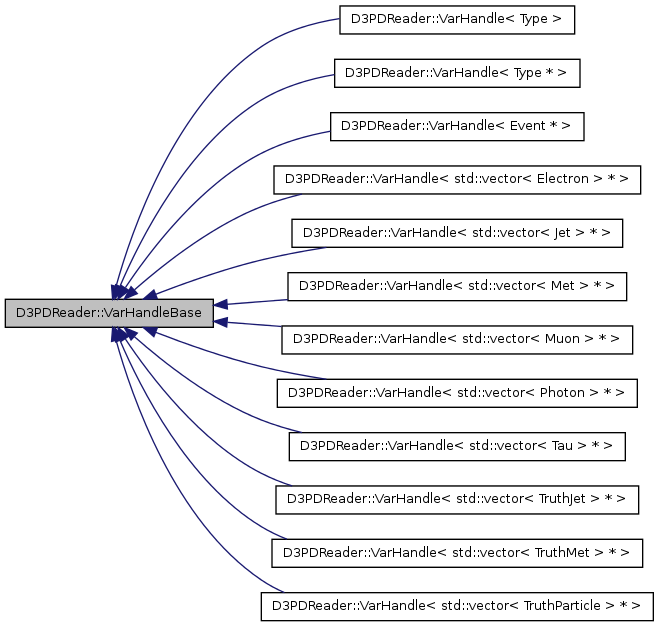 D3PDReader::VarHandle< Type >
D3PDReader::VarHandle< Type * >
D3PDReader::VarHandle< Event * >
D3PDReader::VarHandle< std::vector< Electron > * >
D3PDReader::VarHandle< std::vector< Jet > * >
D3PDReader::VarHandle< std::vector< Met > * >
D3PDReader::VarHandleBase
D3PDReader::VarHandle< std::vector< Muon > * >
D3PDReader::VarHandle< std::vector< Photon > * >
D3PDReader::VarHandle< std::vector< Tau > * >
D3PDReader::VarHandle< std::vector< TruthJet > * >
D3PDReader::VarHandle< std::vector< TruthMet > * >
D3PDReader::VarHandle< std::vector< TruthParticle > * >